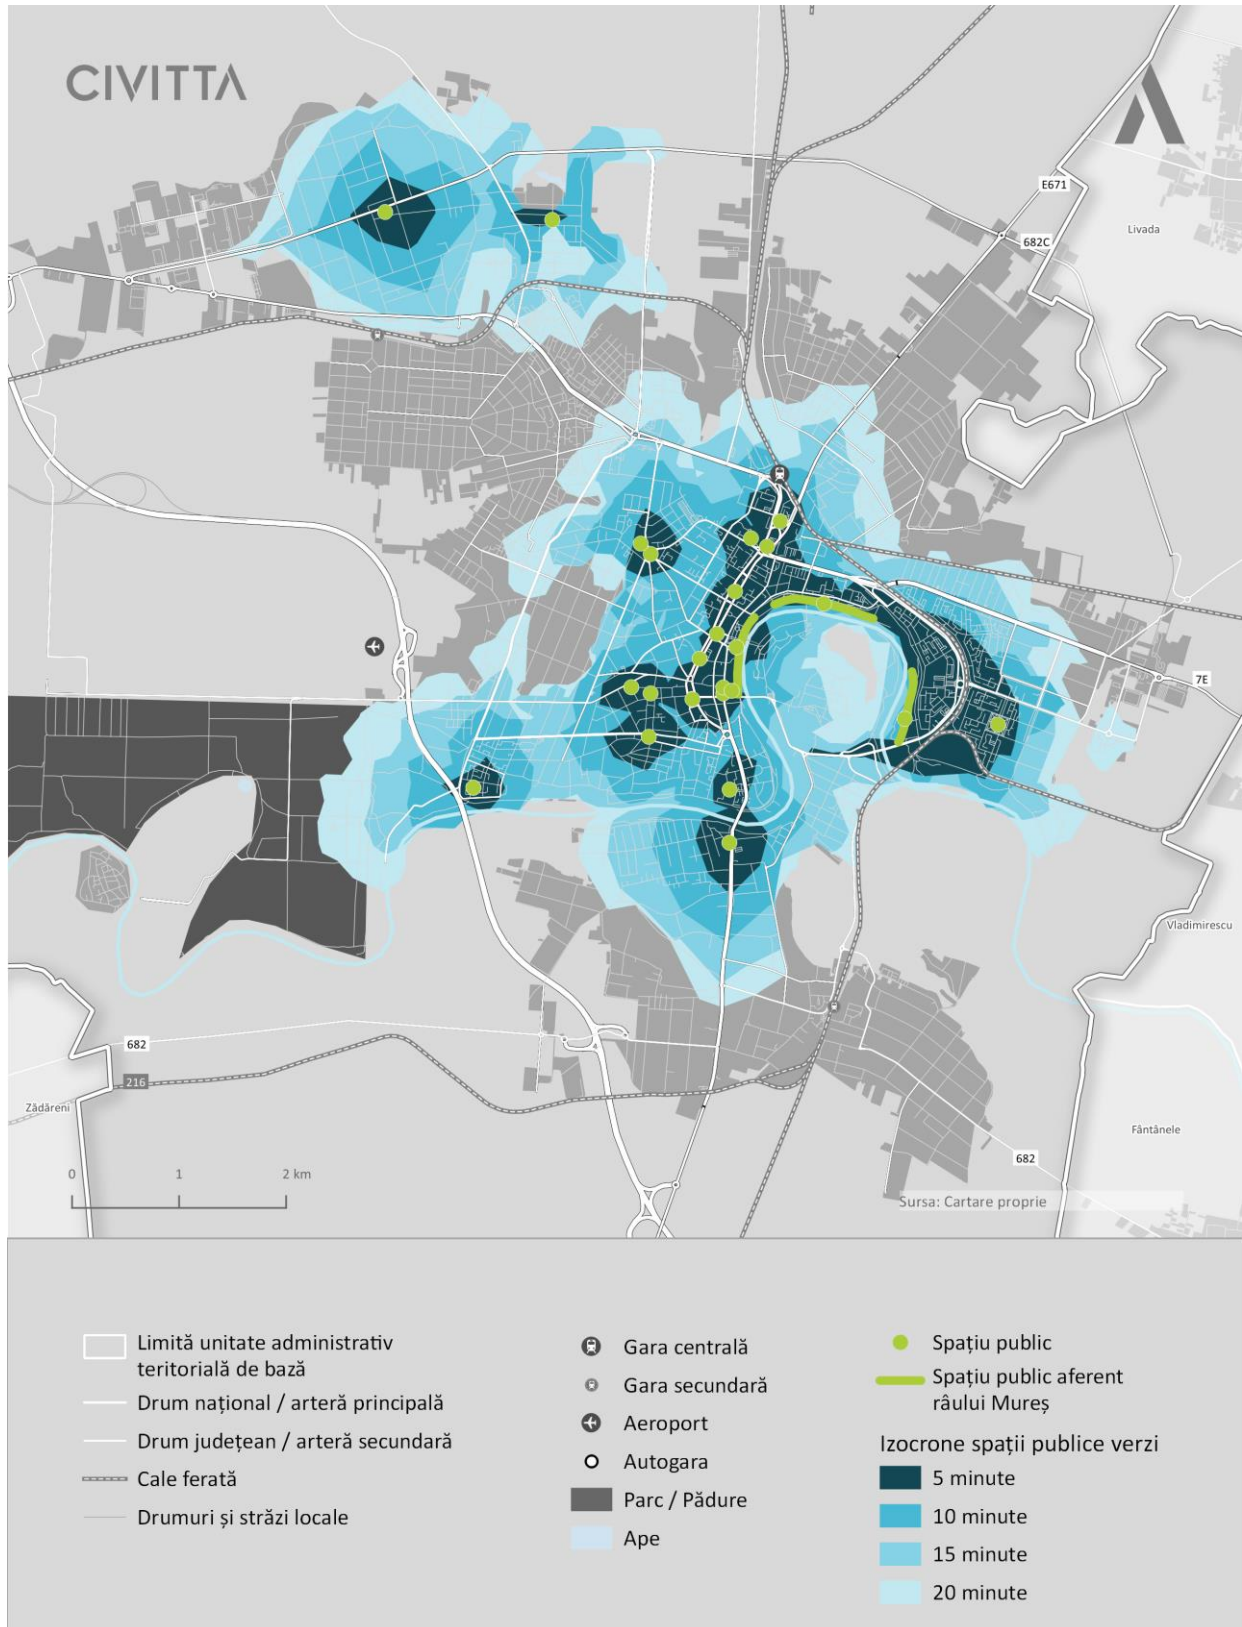 CIVITTA
E671
682C
Livada
7E
Vladimirescu
682
216
Zădăreni
Fântânele
682
0 1 2 km
Sursa: Cartare proprie
Limită unitate administrativ
teritorială de bază
Drum național / arteră principală
Drum județean / arteră secundară
Cale ferată
Drumuri și străzi locale
Gara centrală
Gara secundară
Aeroport
Autogara
Parc / Pădure
Ape
Spațiu public
Spațiu public aferent
râului Mureș
Izocrone spații publice verzi
5 minute
10 minute
15 minute
20 minute